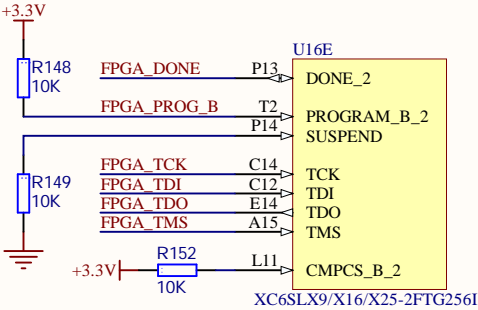 +3.3V
U16E
R148
10K
FPGA_DONE
P13
DONE_2
FPGA_PROG_B
T2
PROGRAM_B_2
P14
SUSPEND
R149
10K
FPGA_TCK
C14
TCK
FPGA_TDI
C12
TDI
FPGA_TDO
E14
TDO
FPGA_TMS
A15
TMS
R152
+3.3V
10K
L11
CMPCS_B_2
XC6SLX9/X16/X25-2FTG256I